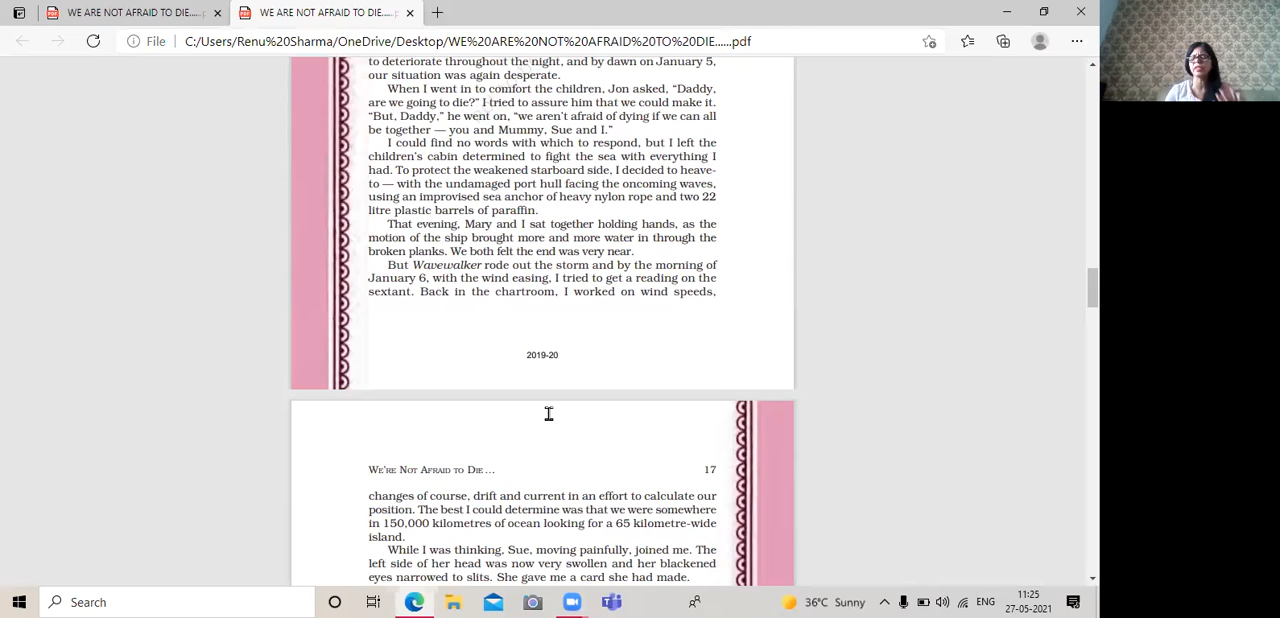 WE ARE NOT AFRAID TO DIE.....
WE ARE NOT AFRAID TO DIE.....
File
C:/Users/Renu%20Sharma/OneDrive/Desktop/WE%20ARE%20NOT%20AFRAID%20TO%20DIE......pdf
to deteriorate throughout the night, and by dawn on January 5,
our situation was again desperate.
When I went in to comfort the children, Jon asked, “Daddy,
are we going to die?” I tried to assure him that we could make it.
“But, Daddy,” he went on, “we aren’t afraid of dying if we can all
be together — you and Mummy, Sue and I.”
I could find no words with which to respond, but I left the
children’s cabin determined to fight the sea with everything I
had. To protect the weakened starboard side, I decided to heave-
to — with the undamaged port hull facing the oncoming waves,
using an improvised sea anchor of heavy nylon rope and two 22
litre plastic barrels of paraffin.
That evening, Mary and I sat together holding hands, as the
motion of the ship brought more and more water in through the
broken planks. We both felt the end was very near.
But Wavewalker rode out the storm and by the morning of
January 6, with the wind easing, I tried to get a reading on the
sextant. Back in the chartroom, I worked on wind speeds,
2019-20
WE’RE NOT AFRAID TO DIE... 17
changes of course, drift and current in an effort to calculate our
position. The best I could determine was that we were somewhere
in 150,000 kilometres of ocean looking for a 65 kilometre-wide
island.
While I was thinking, Sue, moving painfully, joined me. The
left side of her head was now very swollen and her blackened
eyes narrowed to slits. She gave me a card she had made.
Search
36°C Sunny
ENG
11:25
27-05-2021